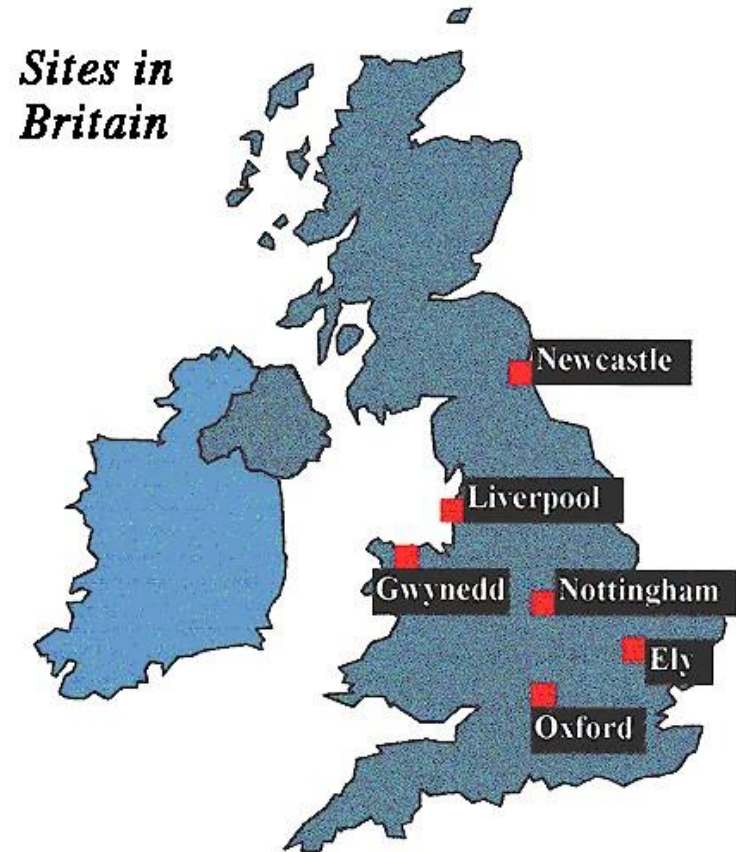 Sites in
Britain
Newcastle
Liverpool
Gwynedd
Nottingham
Ely
Oxford